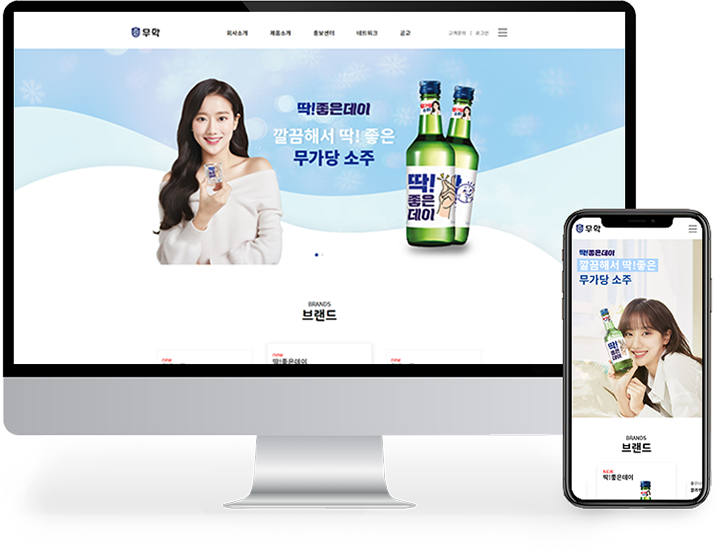 무학
회사소개 제품소개 홍보센터 네트워크 공고 고객문의 | 로그인
딱!좋은데이
깔끔해서 딱! 좋은
무가당 소주
딱!
좋은
데이
BRANDS
브랜드
new
new
딱!좋은데이
new
무학
딱!좋은데이
깔끔해서 딱!좋은
무가당 소주
딱!
좋은
데이
BRANDS
브랜드
NEW
딱!좋은데이